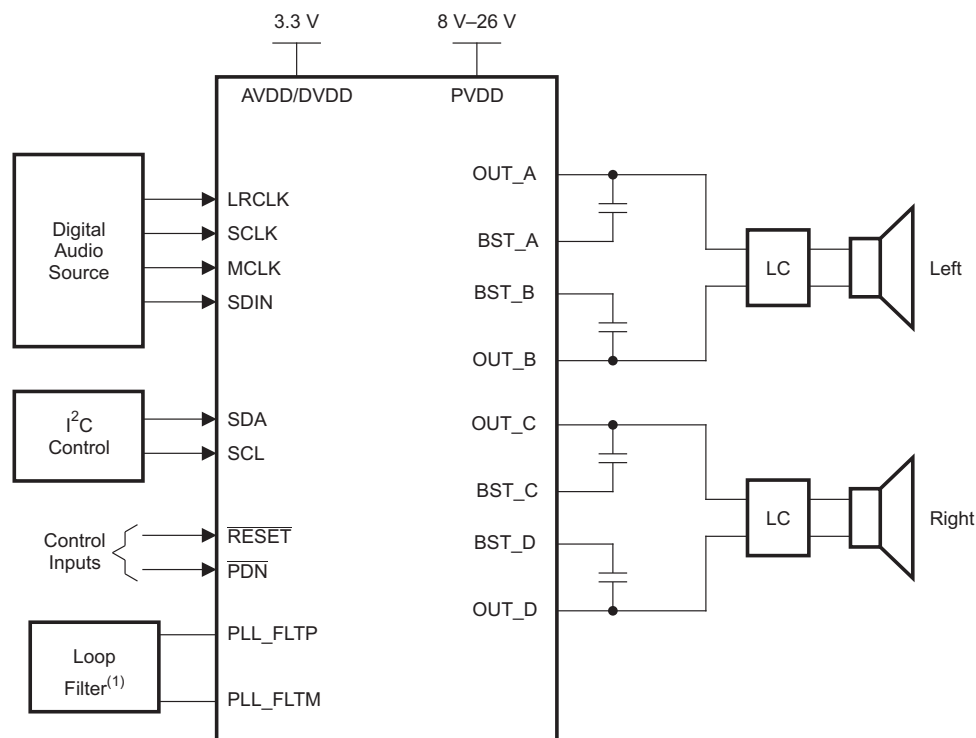 3.3 V
8 V–26 V
AVDD/DVDD
PVDD
Digital
Audio
Source
LRCLK
SCLK
MCLK
SDIN
I²C
Control
SDA
SCL
Control
Inputs
RESET
PDN
Loop
Filter(1)
PLL_FLTP
PLL_FLTM
OUT_A
BST_A
BST_B
OUT_B
LC
Left
OUT_C
BST_C
BST_D
OUT_D
LC
Right